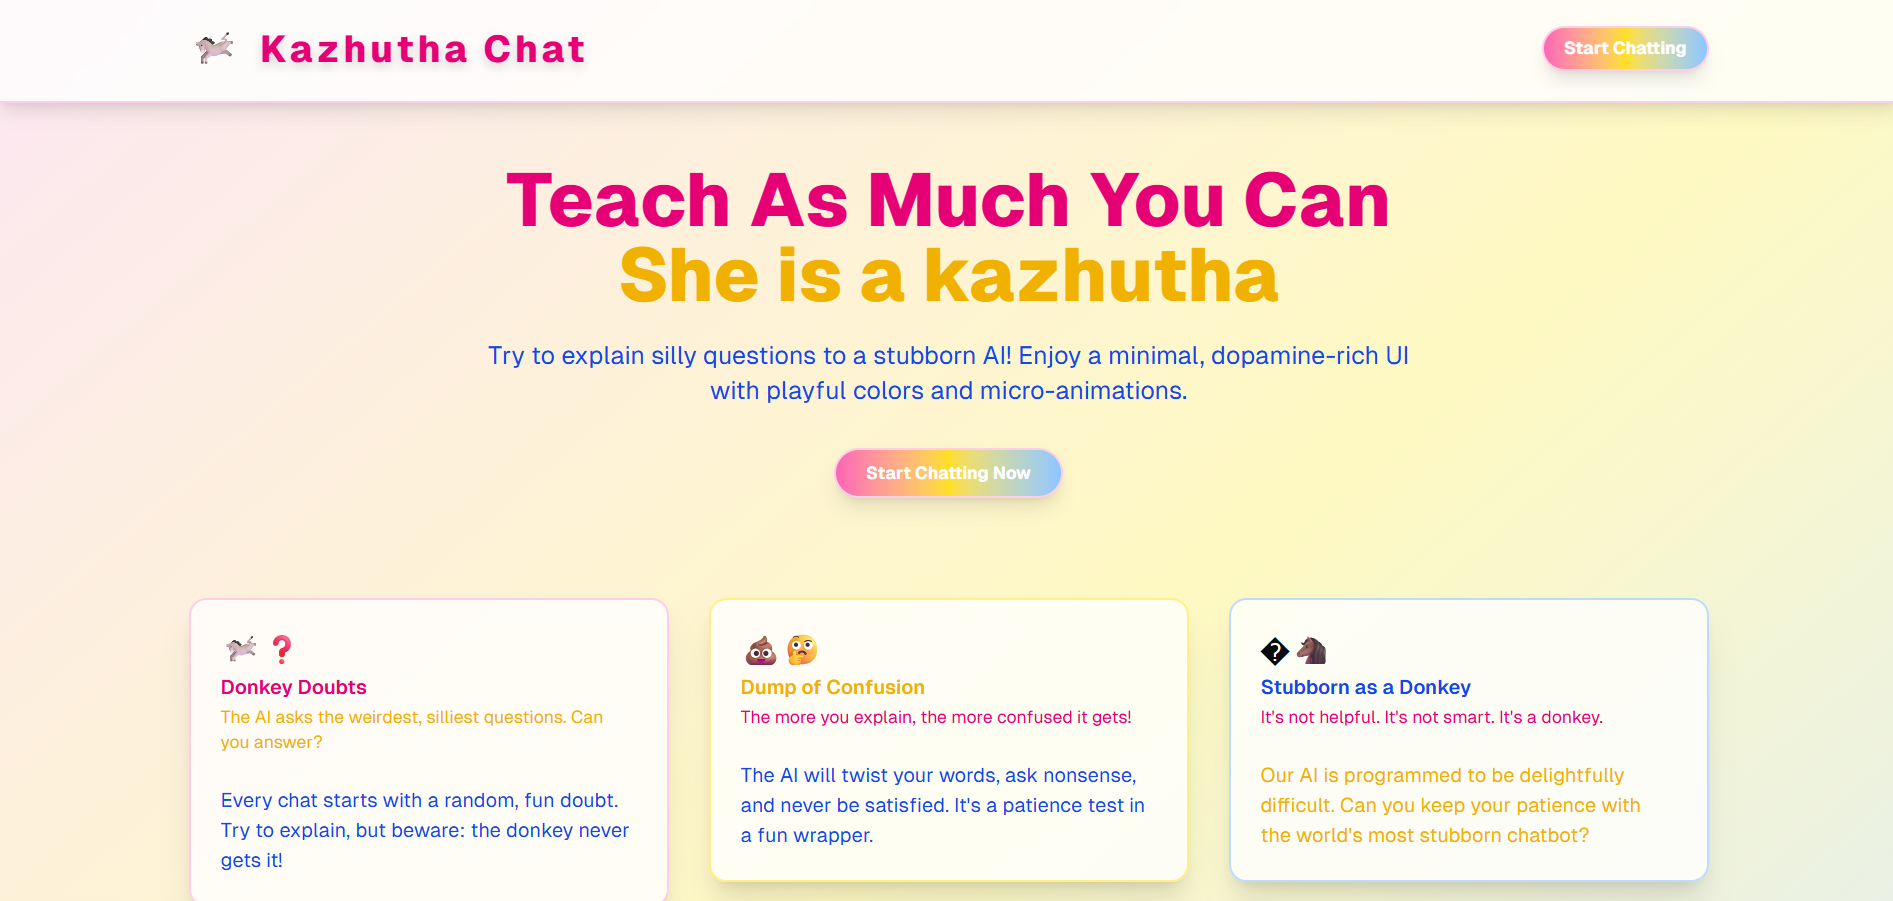 Kazhutha Chat
Start Chatting
Teach As Much You Can
She is a kazhutha
Try to explain silly questions to a stubborn AI! Enjoy a minimal, dopamine-rich UI
with playful colors and micro-animations.
Start Chatting Now
Donkey Doubts
The AI asks the weirdest, silliest questions. Can
you answer?
Every chat starts with a random, fun doubt.
Try to explain, but beware: the donkey never
gets it!
Dump of Confusion
The more you explain, the more confused it gets!
The AI will twist your words, ask nonsense,
and never be satisfied. It's a patience test in
a fun wrapper.
Stubborn as a Donkey
It's not helpful. It's not smart. It's a donkey.
Our AI is programmed to be delightfully
difficult. Can you keep your patience with
the world's most stubborn chatbot?